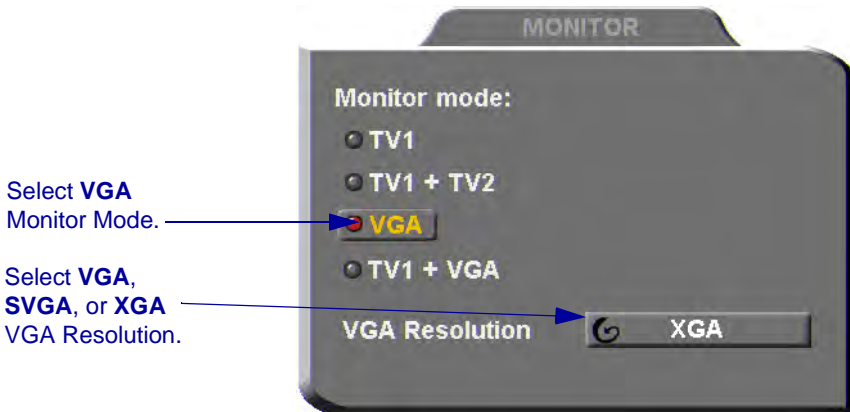 MONITOR
Monitor mode:
TV1
TV1 + TV2
Select VGA
Monitor Mode.
VGA
TV1 + VGA
Select VGA,
SVGA, or XGA
VGA Resolution.
VGA Resolution
XGA